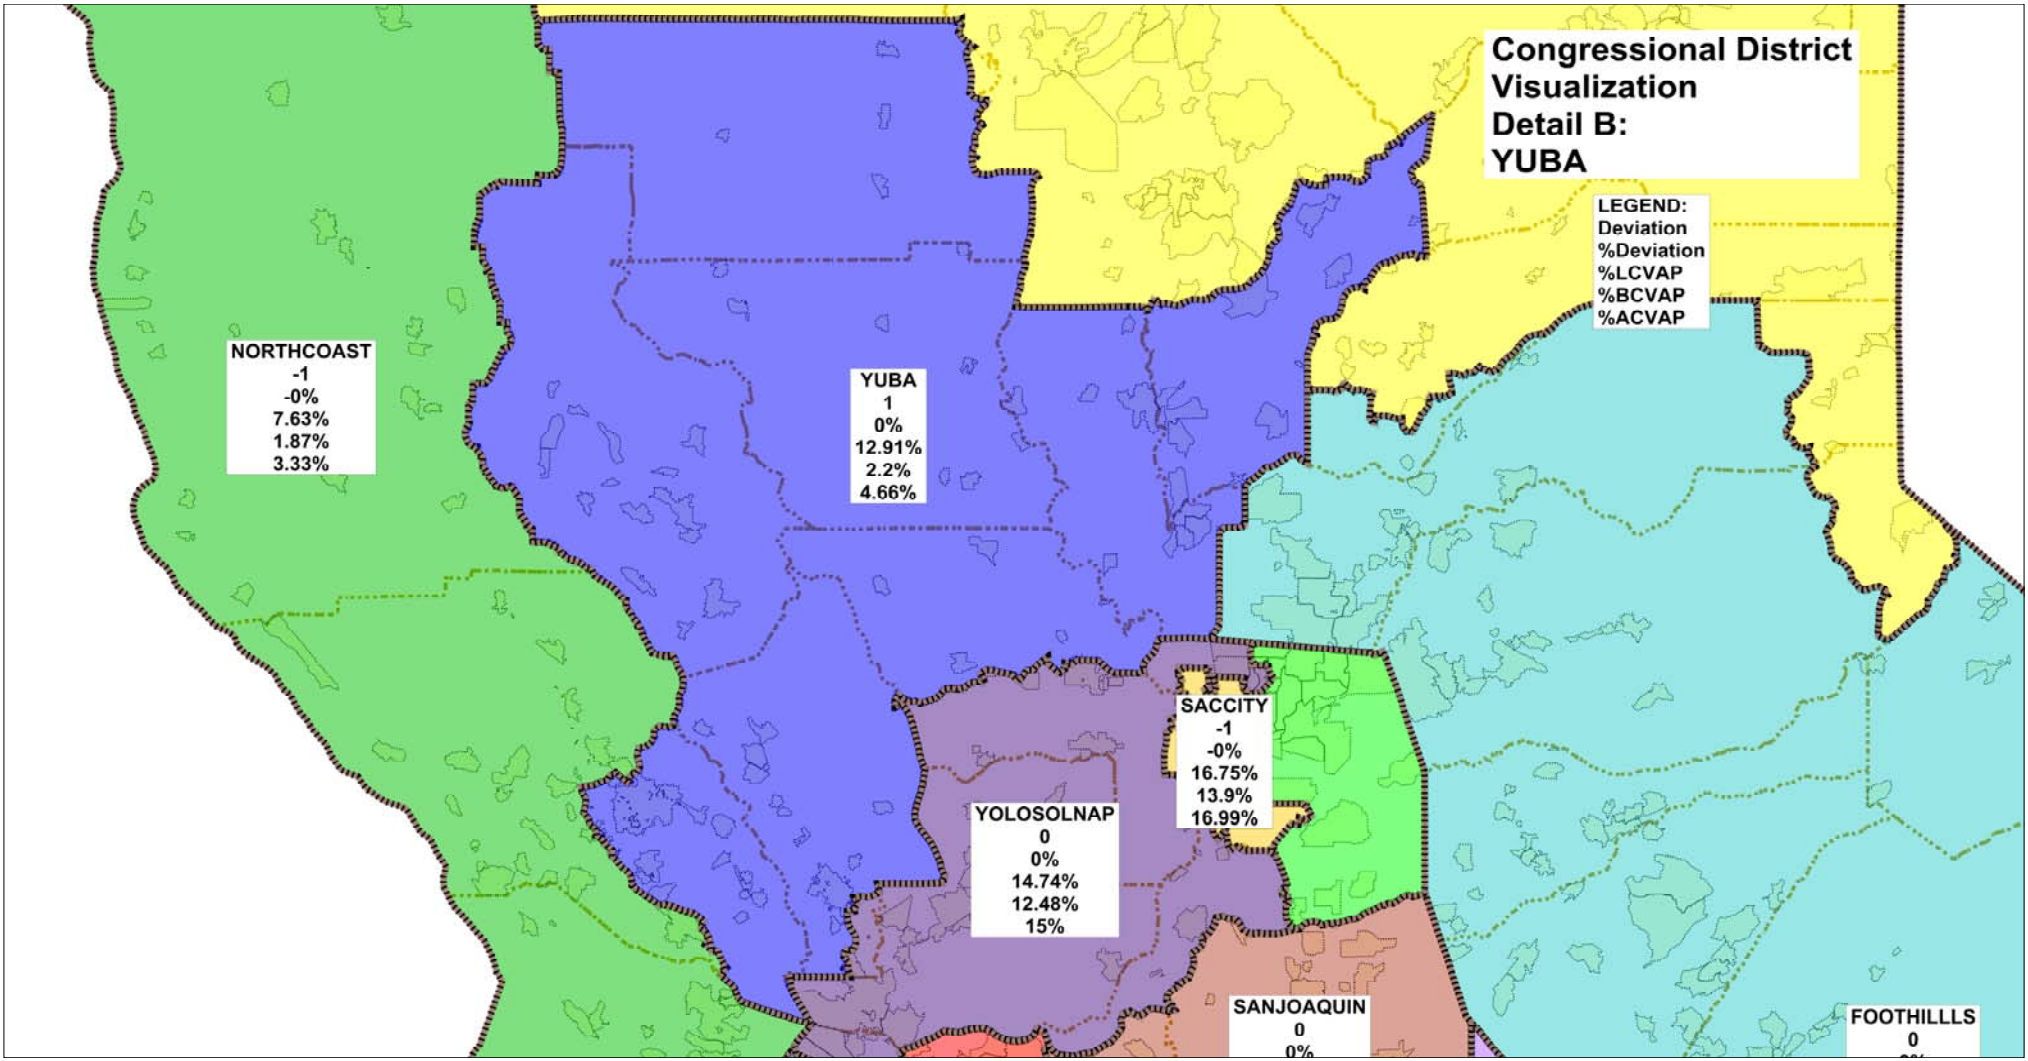 Congressional District
Visualization
Detail B:
YUBA
LEGEND:
Deviation
%Deviation
%LCVAP
%BCVAP
%ACVAP
NORTHCOAST
-1
-0%
7.63%
1.87%
3.33%
YUBA
1
0%
12.91%
2.2%
4.66%
SACCITY
-1
-0%
16.75%
13.9%
16.99%
YOLOSOLNAP
0
0%
14.74%
12.48%
15%
SANJOAQUIN
0
0%
FOOTHILLLS
0